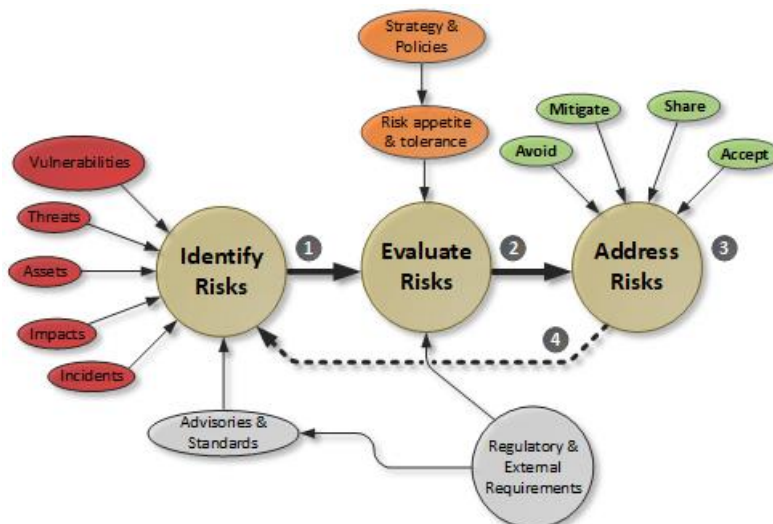 Strategy &
Policies
Risk appetite
& tolerance
Mitigate
Share
Avoid
Accept
Vulnerabilities
Threats
Assets
Impacts
Incidents
Identify
Risks
1
Evaluate
Risks
2
Address
Risks
3
4
Advisories &
Standards
Regulatory &
External
Requirements